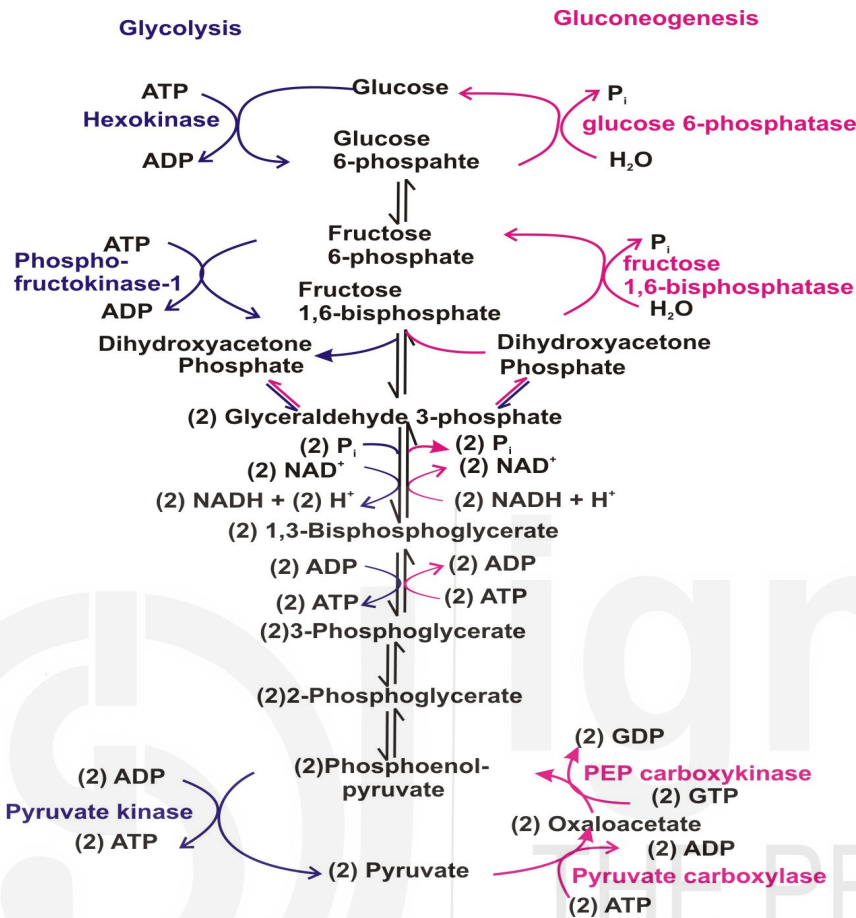 Glycolysis
Gluconeogenesis
ATP
Glucose
Pi
Hexokinase
glucose 6-phosphatase
Glucose
6-phospahte
ADP
H₂O
ATP
Fructose
6-phosphate
Pi
Phospho-
fructokinase-1
fructose
1,6-bisphosphatase
ADP
Fructose
1,6-bisphosphate
H₂O
Dihydroxyacetone
Phosphate
Dihydroxyacetone
Phosphate
(2) Glyceraldehyde 3-phosphate
(2) Pi
(2) Pi
(2) NAD⁺
(2) NAD⁺
(2) NADH + (2) H⁺
(2) NADH + H⁺
(2) 1,3-Bisphosphoglycerate
(2) ADP
(2) ADP
(2) ATP
(2) ATP
(2)3-Phosphoglycerate
(2)2-Phosphoglycerate
(2) GDP
(2)Phosphoenol-
pyruvate
(2) ADP
PEP carboxykinase
(2) GTP
Pyruvate kinase
(2) Oxaloacetate
(2) ATP
(2) ADP
(2) Pyruvate
Pyruvate carboxylase
(2) ATP
ign
THE PE